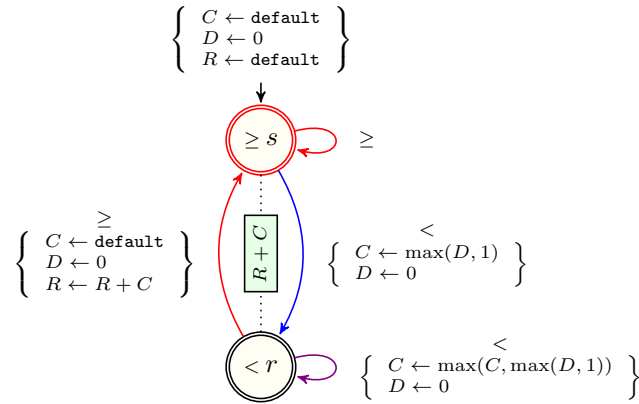 C ← default
D ← 0
R ← default
≥ s
≥
≥
C ← default
D ← 0
R ← R + C
R + C
<
C ← max(D, 1)
D ← 0
< r
<
C ← max(C, max(D, 1))
D ← 0